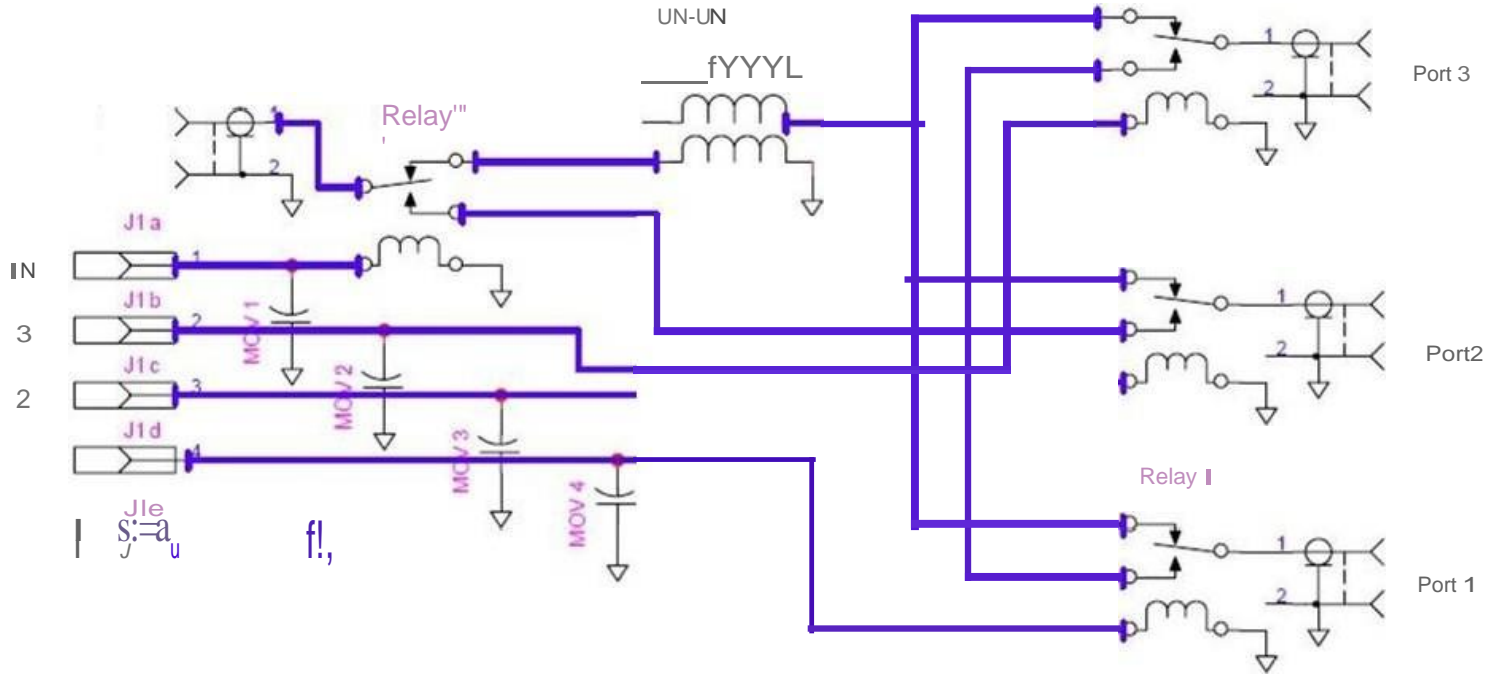 UN-UN
1
2
Port 3
Relay
1
2
J1a
1
IN
J1b
2
3
MOV 1
J1c
3
2
MOV 2
1
2
Port2
J1d
4
MOV 3
MOV 4
Relay I
J1e
1
2
Port 1